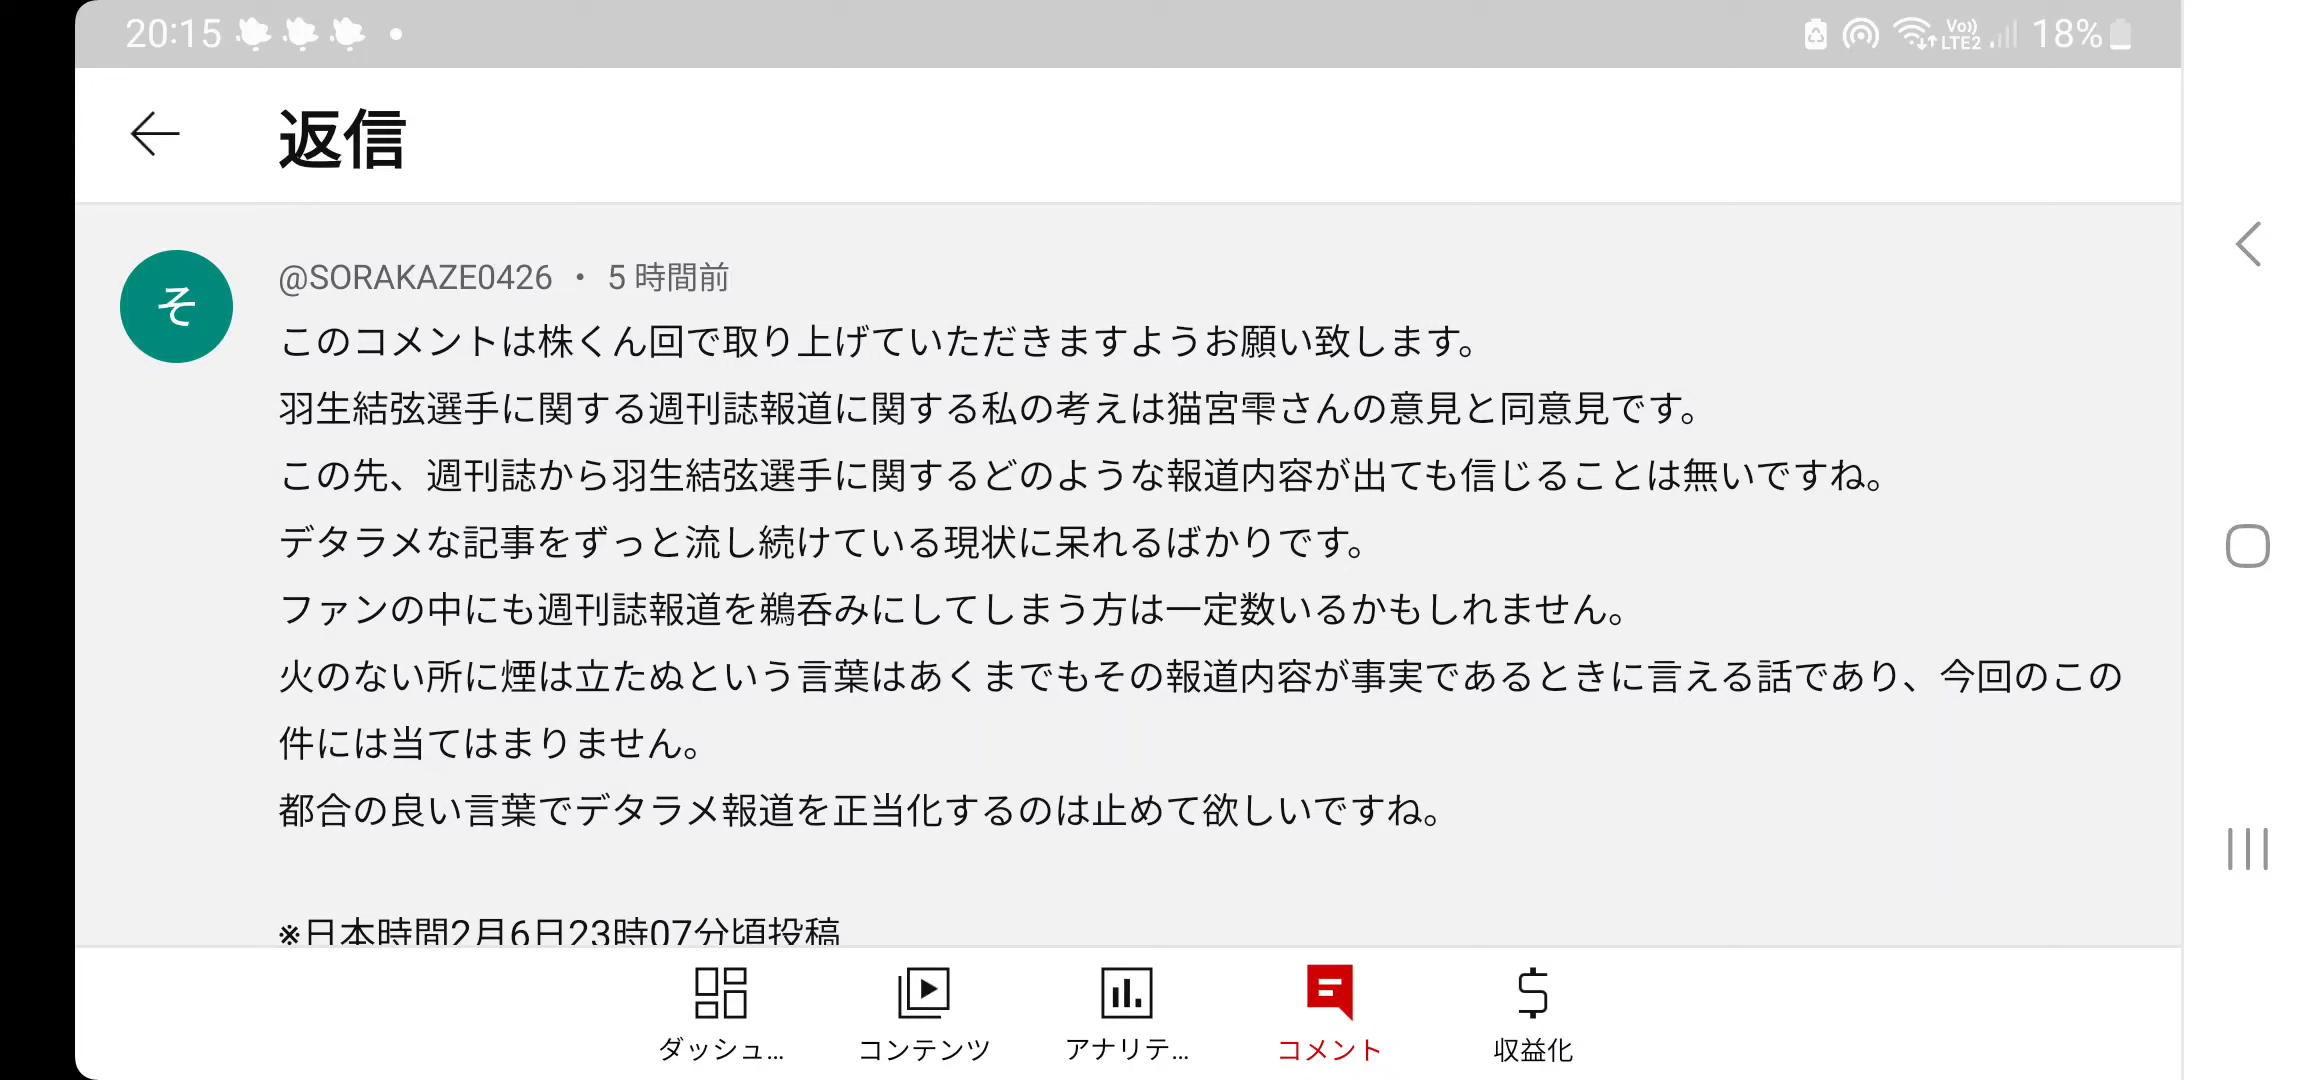 20:15
Vo))
LTE2
18%
返信
そ
@SORAKAZE0426 ・ 5 時間前
このコメントは株くん回で取り上げていただきますようお願い致します。
羽生結弦選手に関する週刊誌報道に関する私の考えは猫宮雫さんの意見と同意見です。
この先、週刊誌から羽生結弦選手に関するどのような報道内容が出ても信じることは無いですね。
デタラメな記事をずっと流し続けている現状に呆れるばかりです。
ファンの中にも週刊誌報道を鵜呑みにしてしまう方は一定数いるかもしれません。
火のない所に煙は立たぬという言葉はあくまでもその報道内容が事実であるときに言える話であり、今回のこの
件には当てはまりません。
都合の良い言葉でデタラメ報道を正当化するのは止めて欲しいですね。
※日本時間2月6日23時07分頃投稿
ダッシュ...
コンテンツ
アナリテ...
コメント
収益化